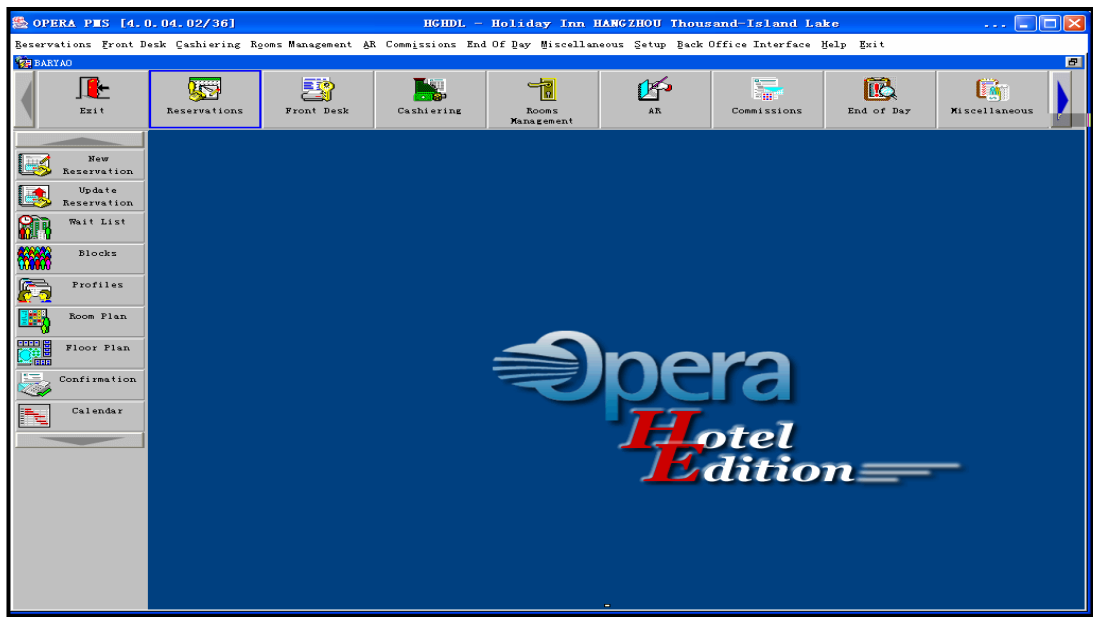 OPERA PMS [4.0.04.02/36] HGHDL - Holiday Inn HANGZHOU Thousand-Island Lake ...
Reservations Front Desk Cashiering Rooms Management AR Commissions End Of Day Miscellaneous Setup Back Office Interface Help Exit
BARYAO
Exit Reservations Front Desk Cashiering Rooms Management AR Commissions End of Day Miscellaneous
New
Reservation
Update
Reservation
Wait List
Blocks
Profiles
Room Plan
Floor Plan
Confirmation
Calendar
Opera
Hotel
Edition